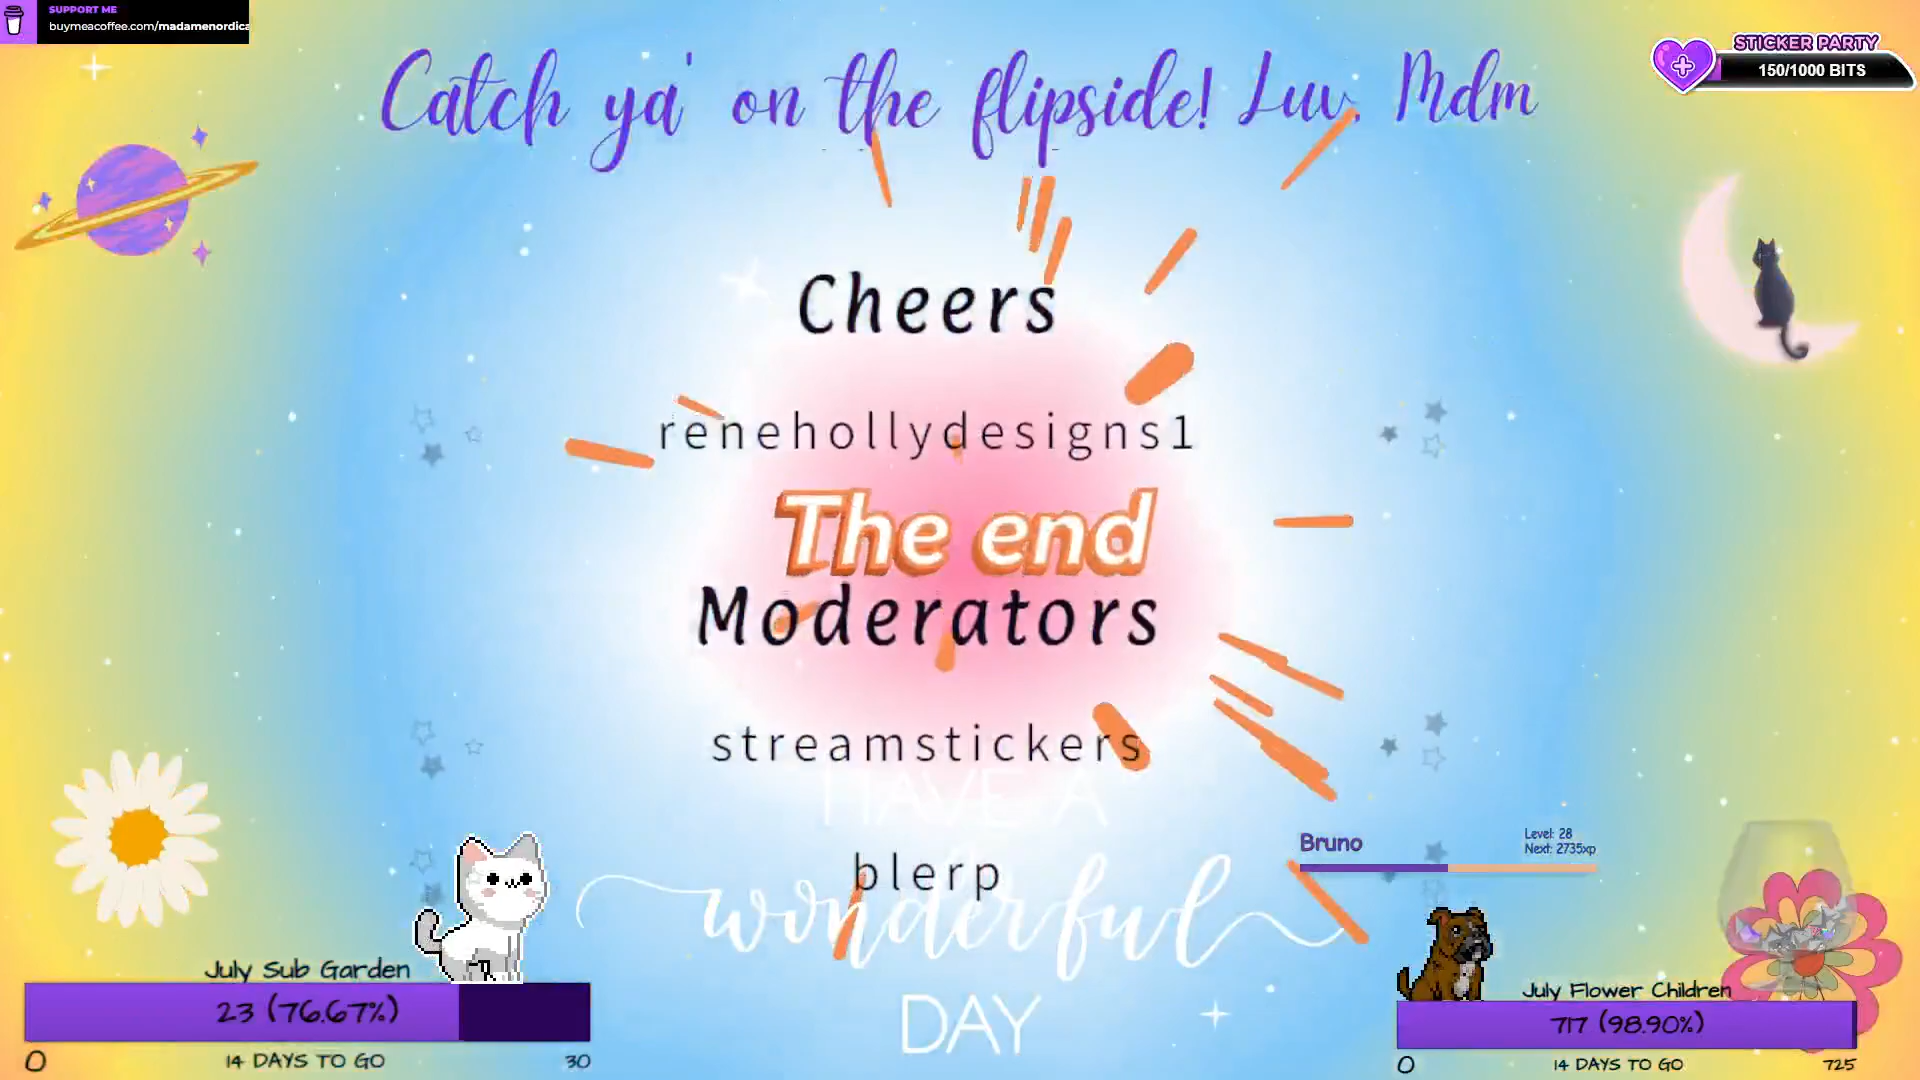 SUPPORT ME
buymeacoffee.com/madamenordica
Catch ya' on the flipside! Luv, Mdm
STICKER PARTY
150/1000 BITS
Cheers
renehollydesigns1
The end
Moderators
streamstickers
HAVE A
blerp
wonderful
DAY
Bruno
Level: 28
Next: 2735xp
July Sub Garden
23 (76.67%)
0
14 DAYS TO GO
30
July Flower Children
717 (98.90%)
0
14 DAYS TO GO
725